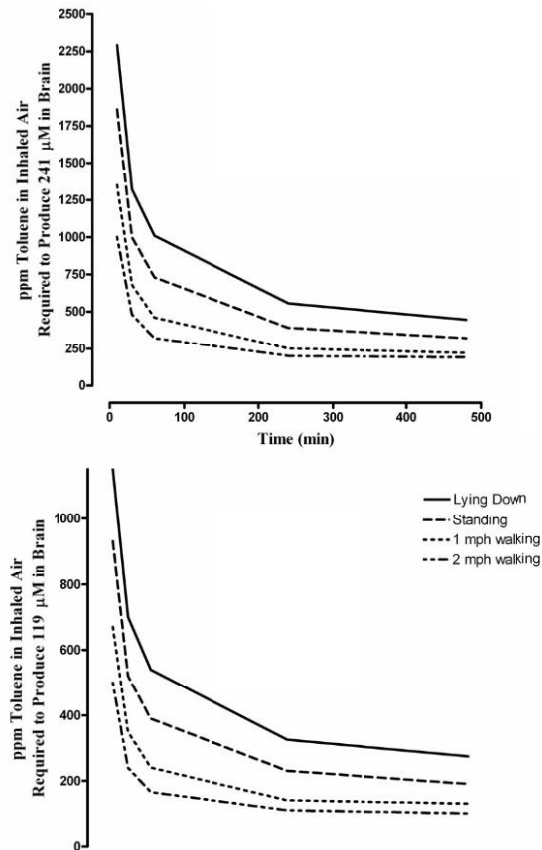 ppm Toluene in Inhaled Air
Required to Produce 241 μM in Brain
2500
2250
2000
1750
1500
1250
1000
750
500
250
0
0 100 200 300 400 500
Time (min)
ppm Toluene in Inhaled Air
Required to Produce 119 μM in Brain
1000
800
600
400
200
0
Lying Down
Standing
1 mph walking
2 mph walking